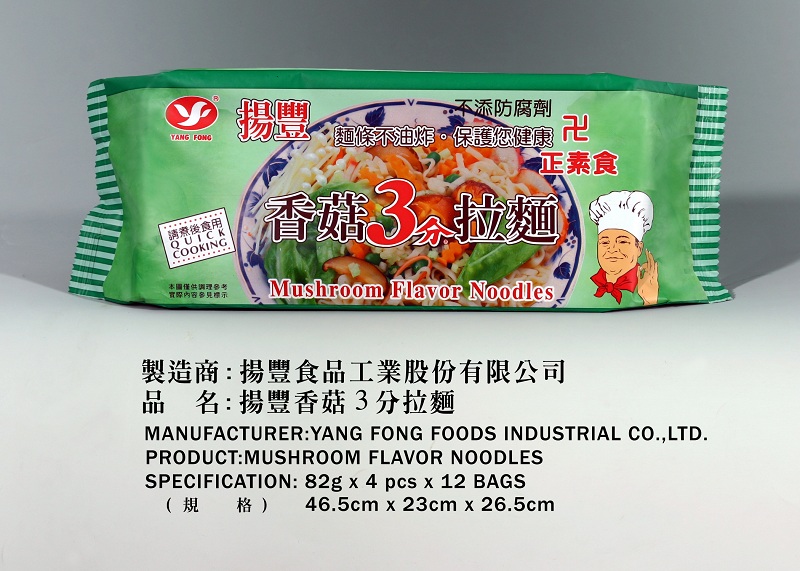 YANG FONG
®
揚豐
不添防腐劑
麵條不油炸・保護您健康
卍
正素食
香菇3分拉麵
請煮後食用
QUICK
COOKING
本圖僅供調理參考
實際內容參見標示
Mushroom Flavor Noodles
製造商:揚豐食品工業股份有限公司
品 名:揚豐香菇3分拉麵
MANUFACTURER:YANG FONG FOODS INDUSTRIAL CO.,LTD.
PRODUCT:MUSHROOM FLAVOR NOODLES
SPECIFICATION: 82g x 4 pcs x 12 BAGS
(規 格) 46.5cm x 23cm x 26.5cm